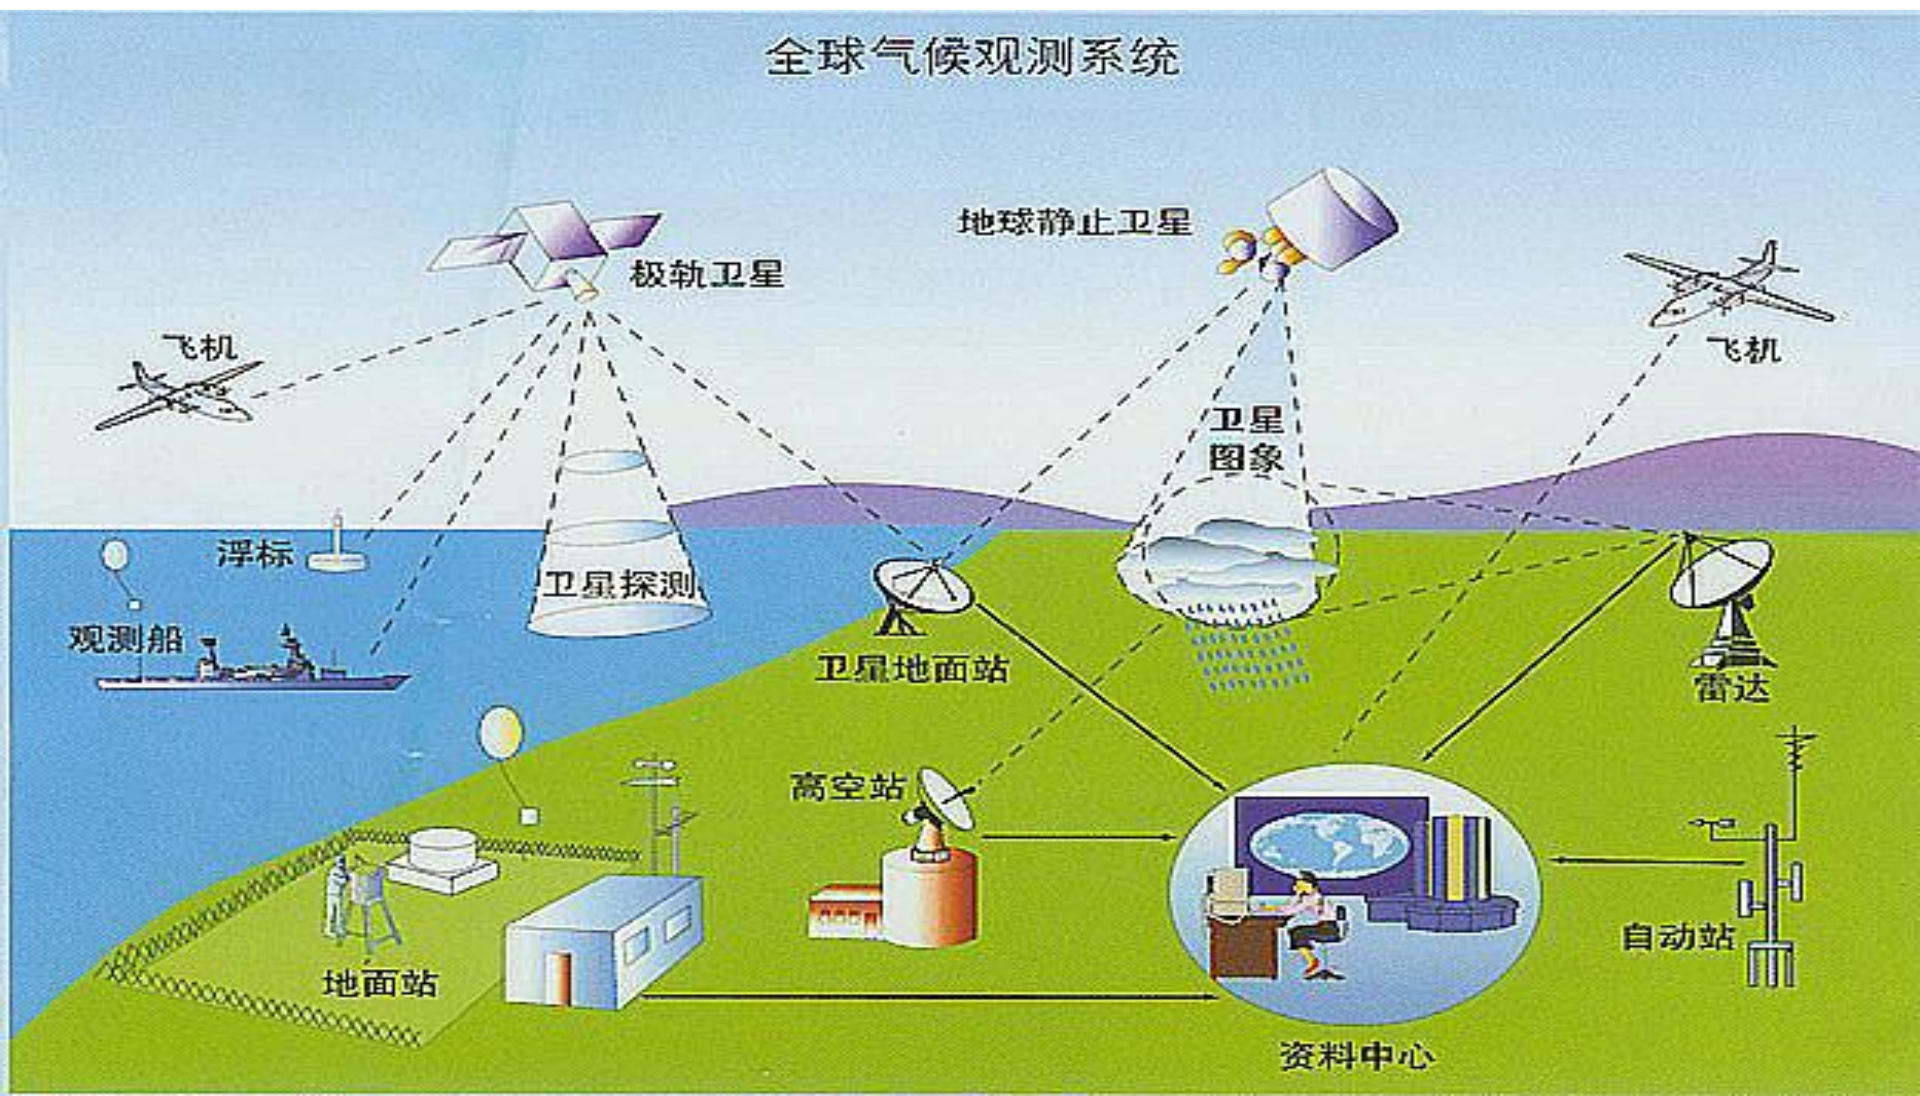 全球气候观测系统
地球静止卫星
极轨卫星
飞机
飞机
卫星
图象
浮标
卫星探测
观测船
卫星地面站
雷达
高空站
自动站
地面站
资料中心